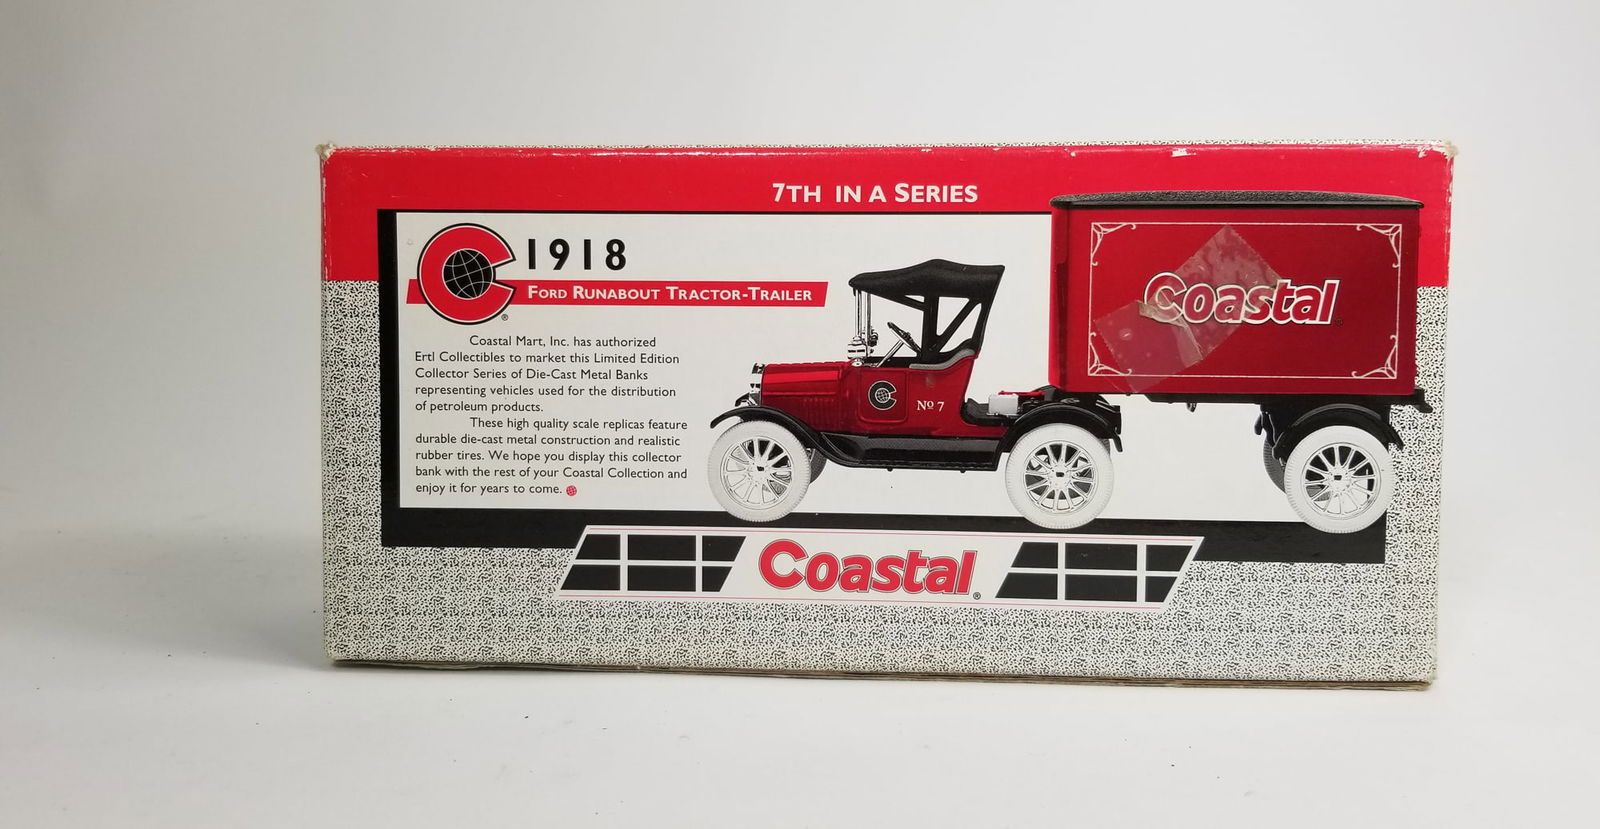 7TH IN A SERIES
1918
FORD RUNABOUT TRACTOR-TRAILER
®
Coastal Mart, Inc. has authorized
Ertl Collectibles to market this Limited Edition
Collector Series of Die-Cast Metal Banks
representing vehicles used for the distribution
of petroleum products.
These high quality scale replicas feature
durable die-cast metal construction and realistic
rubber tires. We hope you display this collector
bank with the rest of your Coastal Collection and
enjoy it for years to come.
Coastal
Nº 7
Coastal®